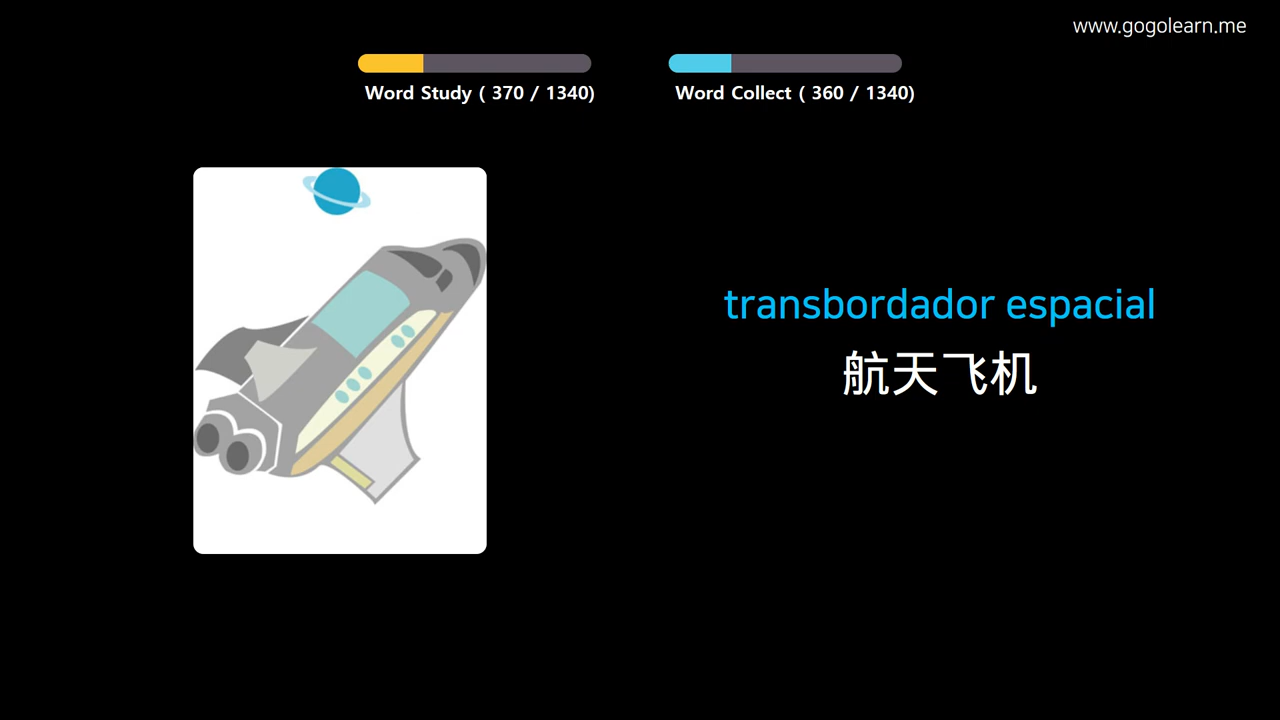 www.gogolearn.me
Word Study ( 370 / 1340)
Word Collect ( 360 / 1340)
transbordador espacial
航天飞机